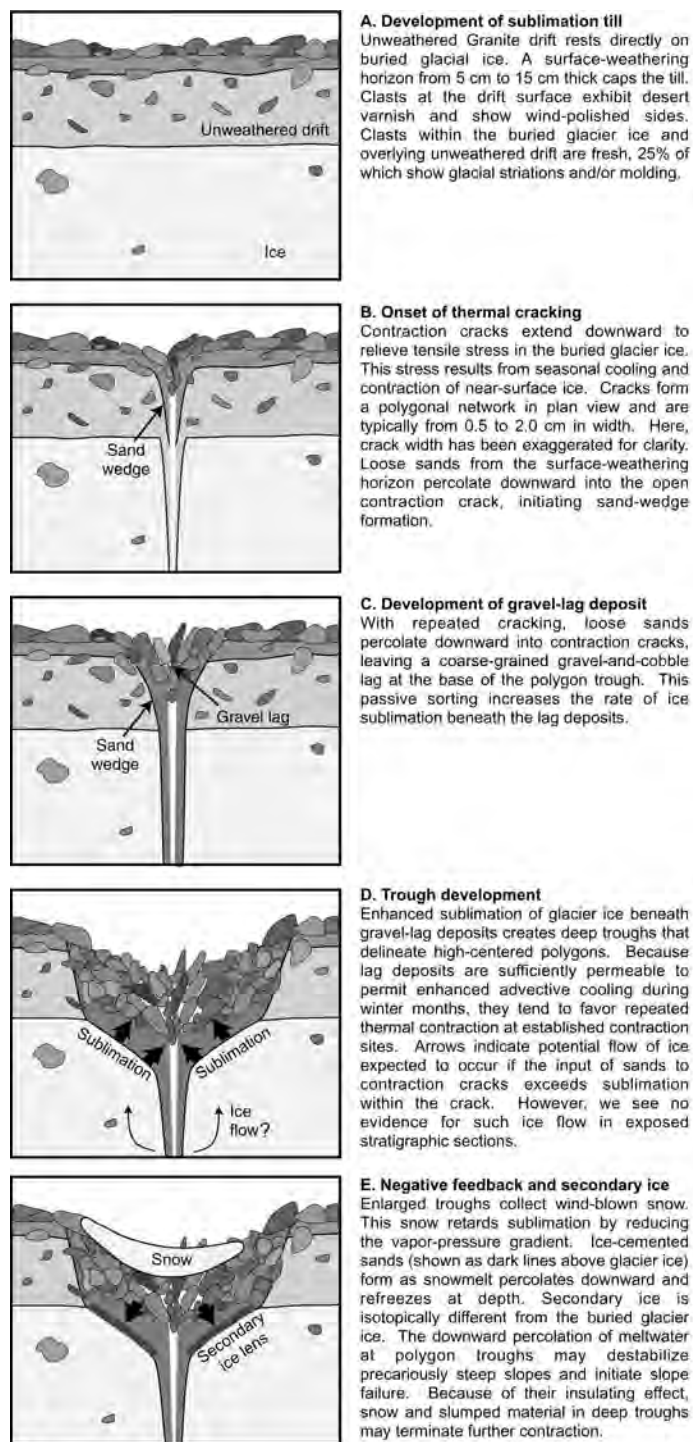 A. Development of sublimation till
Unweathered Granite drift rests directly on
buried glacial ice. A surface-weathering
horizon from 5 cm to 15 cm thick caps the till.
Clasts at the drift surface exhibit desert
varnish and show wind-polished sides.
Clasts within the buried glacier ice and
overlying unweathered drift are fresh, 25% of
which show glacial striations and/or molding.
Unweathered drift
Ice
B. Onset of thermal cracking
Contraction cracks extend downward to
relieve tensile stress in the buried glacier ice.
This stress results from seasonal cooling and
contraction of near-surface ice. Cracks form
a polygonal network in plan view and are
typically from 0.5 to 2.0 cm in width. Here,
crack width has been exaggerated for clarity.
Loose sands from the surface-weathering
horizon percolate downward into the open
contraction crack, initiating sand-wedge
formation.
Sand
wedge
C. Development of gravel-lag deposit
With repeated cracking, loose sands
percolate downward into contraction cracks,
leaving a coarse-grained gravel-and-cobble
lag at the base of the polygon trough. This
passive sorting increases the rate of ice
sublimation beneath the lag deposits.
Gravel lag
Sand
wedge
D. Trough development
Enhanced sublimation of glacier ice beneath
gravel-lag deposits creates deep troughs that
delineate high-centered polygons. Because
lag deposits are sufficiently permeable to
permit enhanced advective cooling during
winter months, they tend to favor repeated
thermal contraction at established contraction
sites. Arrows indicate potential flow of ice
expected to occur if the input of sands to
contraction cracks exceeds sublimation
within the crack. However, we see no
evidence for such ice flow in exposed
stratigraphic sections.
Sublimation
Sublimation
Ice
flow?
E. Negative feedback and secondary ice
Enlarged troughs collect wind-blown snow.
This snow retards sublimation by reducing
the vapor-pressure gradient. Ice-cemented
sands (shown as dark lines above glacier ice)
form as snowmelt percolates downward and
refreezes at depth. Secondary ice is
isotopically different from the buried glacier
ice. The downward percolation of meltwater
at polygon troughs may destabilize
precariously steep slopes and initiate slope
failure. Because of their insulating effect,
snow and slumped material in deep troughs
may terminate further contraction.
Snow
Secondary
ice lens